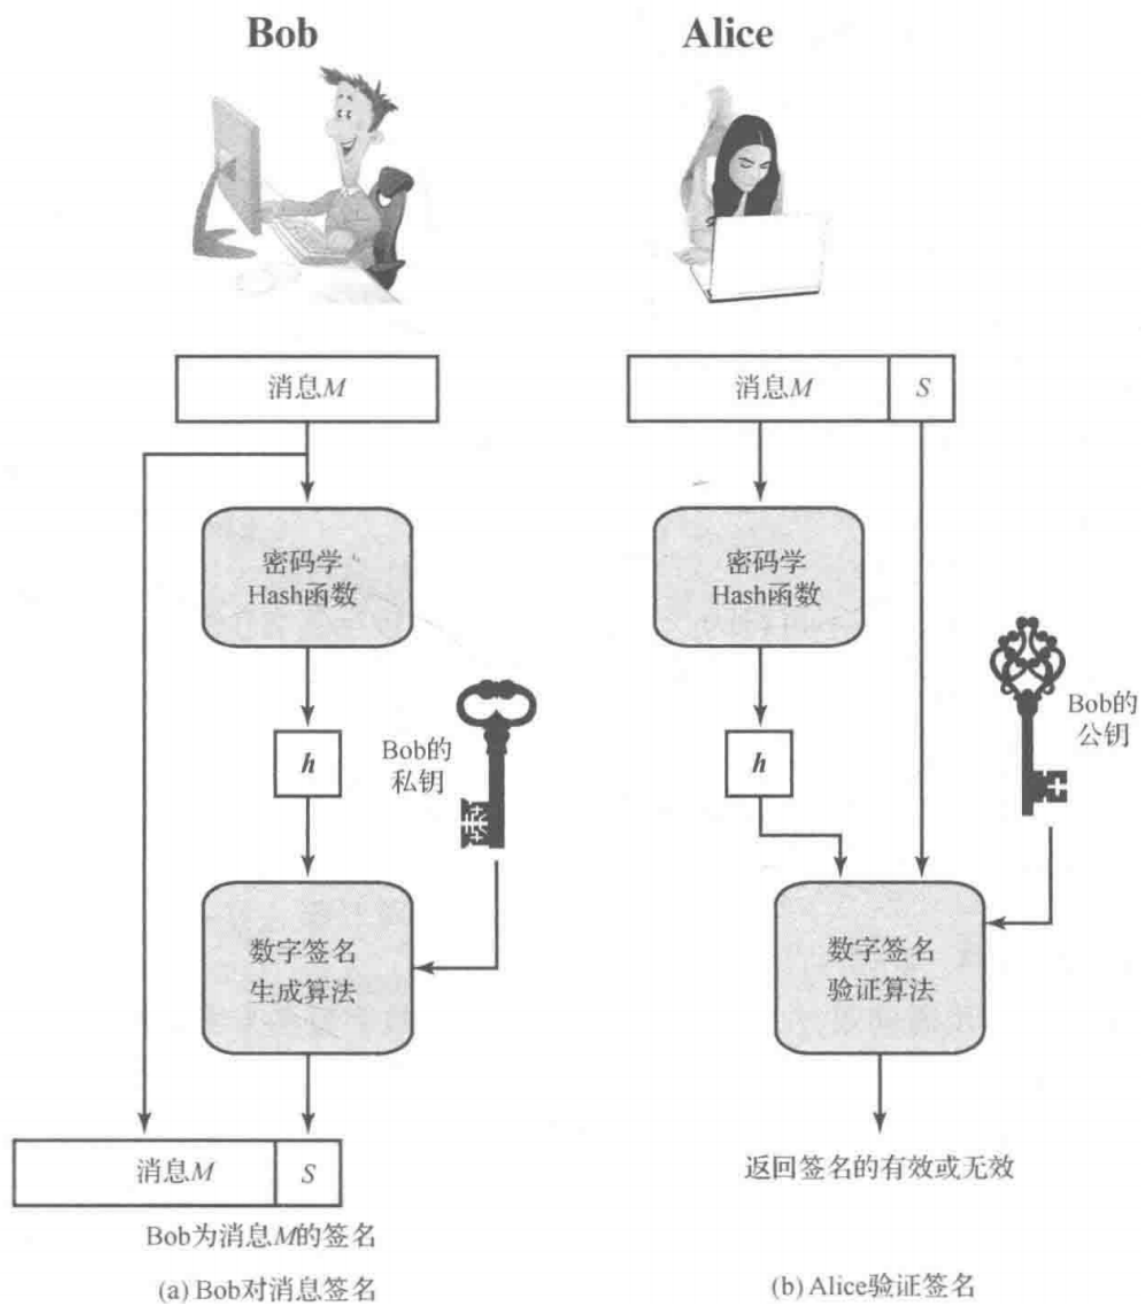 Bob
消息M
密码学
Hash函数
h
Bob的
私钥
数字签名
生成算法
消息M
S
Bob为消息M的签名
(a) Bob对消息签名
Alice
消息M
S
密码学
Hash函数
h
Bob的
公钥
数字签名
验证算法
返回签名的有效或无效
(b) Alice验证签名